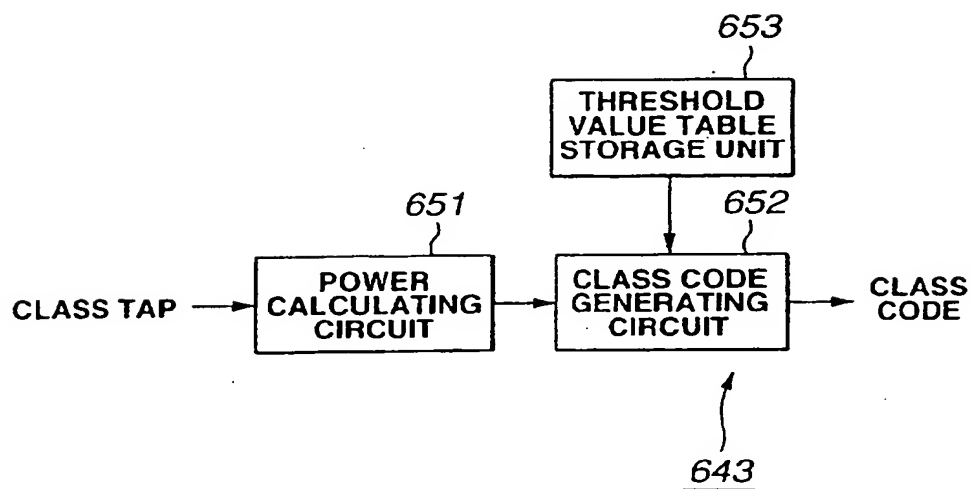 653
THRESHOLD
VALUE TABLE
STORAGE UNIT
651
652
CLASS TAP
POWER
CALCULATING
CIRCUIT
CLASS CODE
GENERATING
CIRCUIT
CLASS
CODE
643